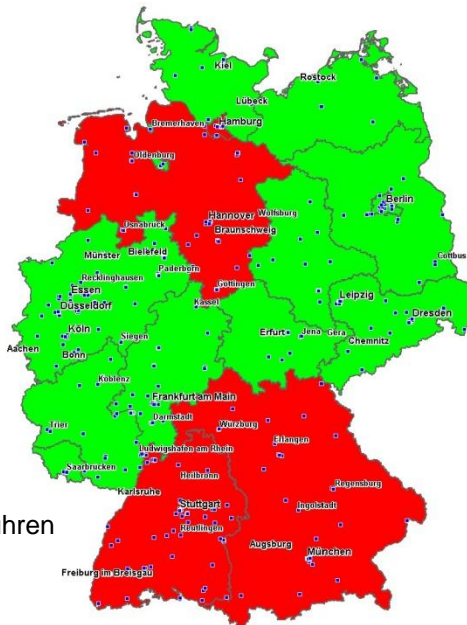 Kiel
Rostock
Lübeck
Bremerhaven
Hamburg
Oldenburg
Berlin
Hannover
Wolfsburg
Osnabrück
Braunschweig
Bielefeld
Münster
Cottbus
Paderborn
Recklinghausen
Göttingen
Essen
Leipzig
Düsseldorf
Kassel
Dresden
Köln
Erfurt
Jena
Gera
Siegen
Chemnitz
Aachen
Bonn
Koblenz
Frankfurt am Main
Trier
Darmstadt
Würzburg
Erlangen
Ludwigshafen am Rhein
Saarbrücken
Heilbronn
Regensburg
Karlsruhe
Stuttgart
Ingolstadt
ühren
Reutlingen
Augsburg
München
Freiburg im Breisgau